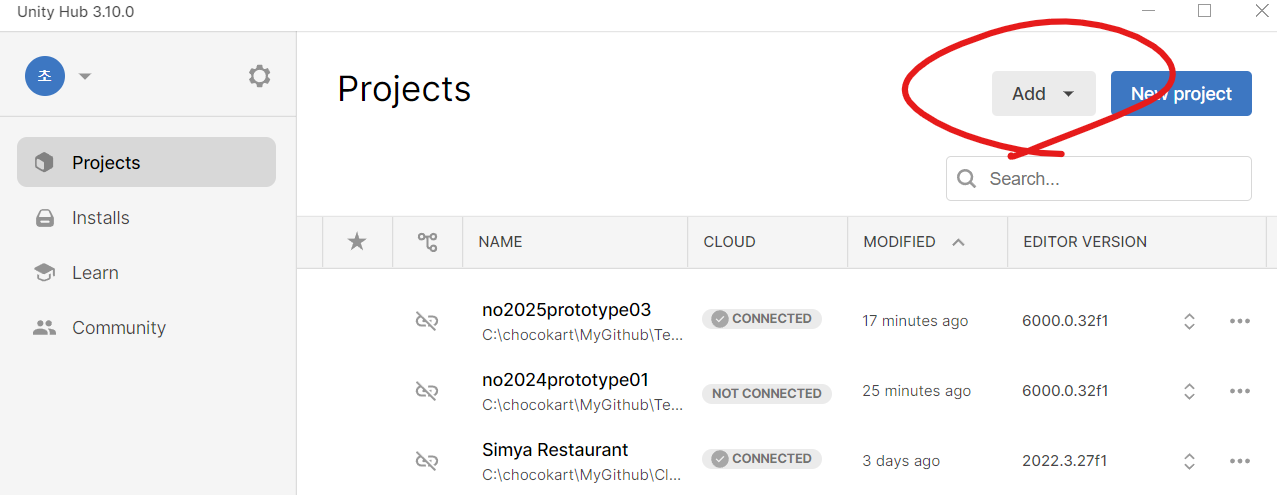 Unity Hub 3.10.0
초
Projects
Installs
Learn
Community
Projects
Add
New project
Search...
NAME CLOUD MODIFIED EDITOR VERSION
no2025prototype03
C:\chocokart\MyGithub\Te...
CONNECTED
17 minutes ago
6000.0.32f1
no2024prototype01
C:\chocokart\MyGithub\Te...
NOT CONNECTED
25 minutes ago
6000.0.32f1
Simya Restaurant
C:\chocokart\MyGithub\Cl...
CONNECTED
3 days ago
2022.3.27f1